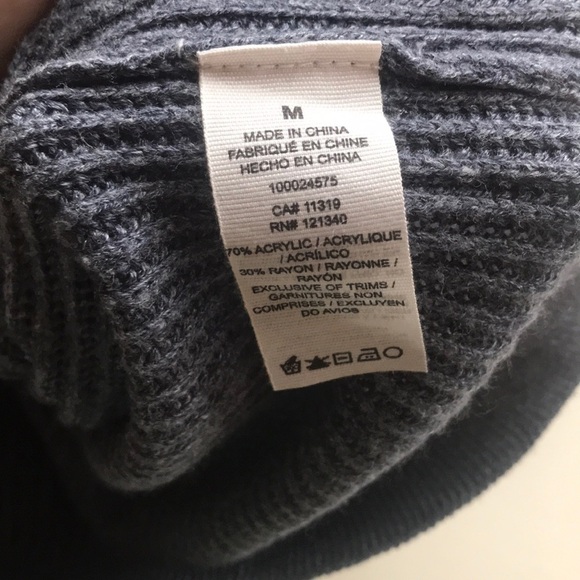 M
MADE IN CHINA
FABRIQUÉ EN CHINE
HECHO EN CHINA
100024575
CA# 11319
RN# 121340
70% ACRYLIC / ACRYLIQUE
/ ACRÍLICO
30% RAYON / RAYONNE /
RAYÓN
EXCLUSIVE OF TRIMS /
GARNITURES NON
COMPRISES / EXCLUYEN
DO AVIOS